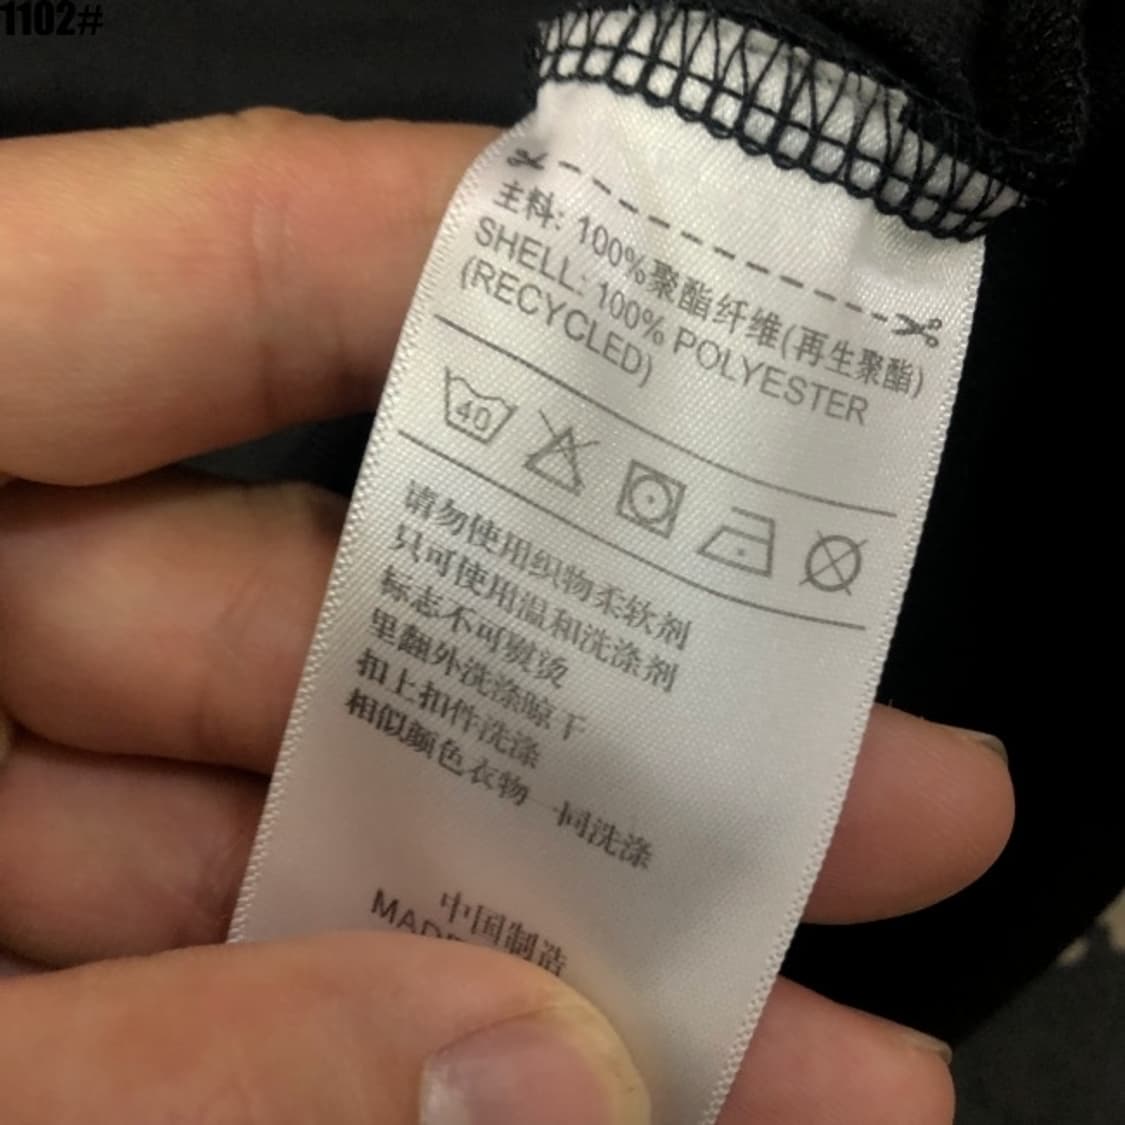 1102#
主料: 100%聚酯纤维(再生聚酯)
SHELL: 100% POLYESTER
(RECYCLED)
40
请勿使用织物柔软剂
只可使用温和洗涤剂
标志不可熨烫
里翻外洗涤晾干
扣上扣件洗涤
相似颜色衣物一同洗涤
中国制造
MADE